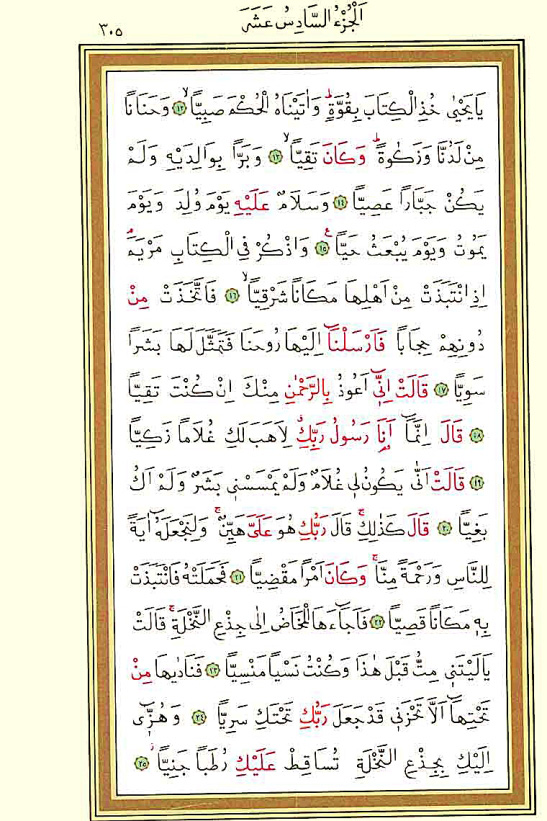 اَلْجُزْءُ السَّادِسُ عَشَرَ
٣٠٥
يَايَحْيٰى خُذِ الْكِتَابَ بِقُوَّةٍۜ وَاٰتَيْنَاهُ الْحُكْمَ صَبِيًّاۙ ﴿١٢﴾ وَحَنَانًا
مِنْ لَدُنَّا وَزَكٰوةًۜ وَكَانَ تَقِيًّاۙ ﴿١٣﴾ وَبَرًّا بِوَالِدَيْهِ وَلَمْ
يَكُنْ جَبَّارًا عَصِيًّا ﴿١٤﴾ وَسَلَامٌ عَلَيْهِ يَوْمَ وُلِدَ وَيَوْمَ
يَمُوتُ وَيَوْمَ يُبْعَثُ حَيًّاۚ ﴿١٥﴾ وَاذْكُرْ فِي الْكِتَابِ مَرْيَمَۘ
اِذِ انْتَبَذَتْ مِنْ اَهْلِهَا مَكَانًا شَرْقِيًّاۙ ﴿١٦﴾ فَاتَّخَذَتْ مِنْ
دُونِهِمْ حِجَابًا فَاَرْسَلْنَٓا اِلَيْهَا رُوحَنَا فَتَمَثَّلَ لَهَا بَشَرًا
سَوِيًّا ﴿١٧﴾ قَالَتْ اِنّ۪ٓي اَعُوذُ بِالرَّحْمٰنِ مِنْكَ اِنْ كُنْتَ تَقِيًّا
﴿١٨﴾ قَالَ اِنَّمَٓا اَنَا۬ رَسُولُ رَبِّكِۗ لِاَهَبَ لَكِ غُلَامًا زَكِيًّا
﴿١٩﴾ قَالَتْ اَنّٰى يَكُونُ ل۪ي غُلَامٌ وَلَمْ يَمْسَسْن۪ي بَشَرٌ وَلَمْ اَكُ
بَغِيًّا ﴿٢٠﴾ قَالَ كَذٰلِكِۚ قَالَ رَبُّكِ هُوَ عَلَيَّ هَيِّنٌۚ وَلِنَجْعَلَهُٓ اٰيَةً
لِلنَّاسِ وَرَحْمَةً مِنَّاۚ وَكَانَ اَمْرًا مَقْضِيًّا ﴿٢١﴾ فَحَمَلَتْهُ فَانْتَبَذَتْ
بِه۪ مَكَانًا قَصِيًّا ﴿٢٢﴾ فَاَجَٓاءَهَا الْمَخَاضُ اِلٰى جِذْعِ النَّخْلَةِۚ قَالَتْ
يَالَيْتَن۪ي مِتُّ قَبْلَ هٰذَا وَكُنْتُ نَسْيًا مَنْسِيًّا ﴿٢٣﴾ فَنَادٰيهَا مِنْ
تَحْتِهَٓا اَلَّا تَحْزَن۪ي قَدْ جَعَلَ رَبُّكِ تَحْتَكِ سَرِيًّا ﴿٢٤﴾ وَهُزّ۪ٓي
اِلَيْكِ بِجِذْعِ النَّخْلَةِ تُسَاقِطْ عَلَيْكِ رُطَبًا جَنِيًّاۘ ﴿٢٥﴾